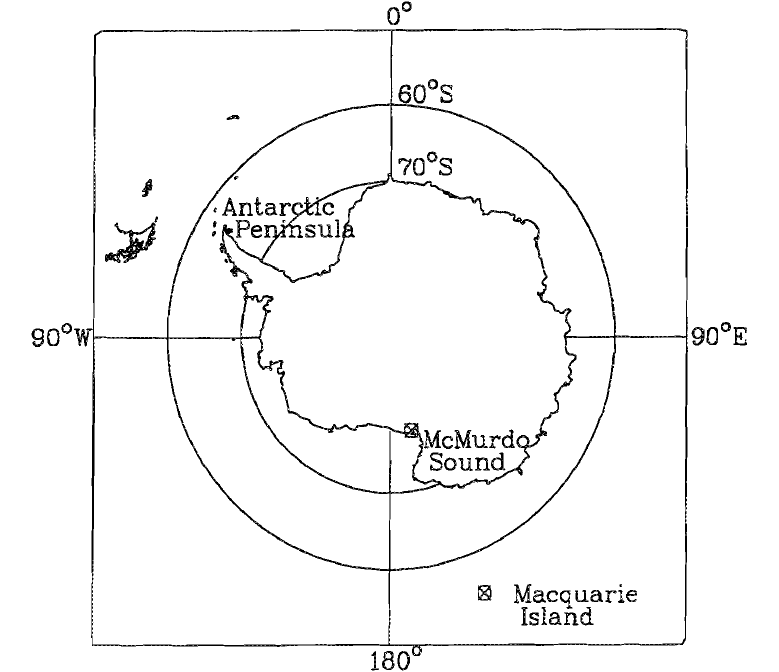 0°
60°S
70°S
Antarctic
Peninsula
90°W
90°E
McMurdo
Sound
Macquarie
Island
180°